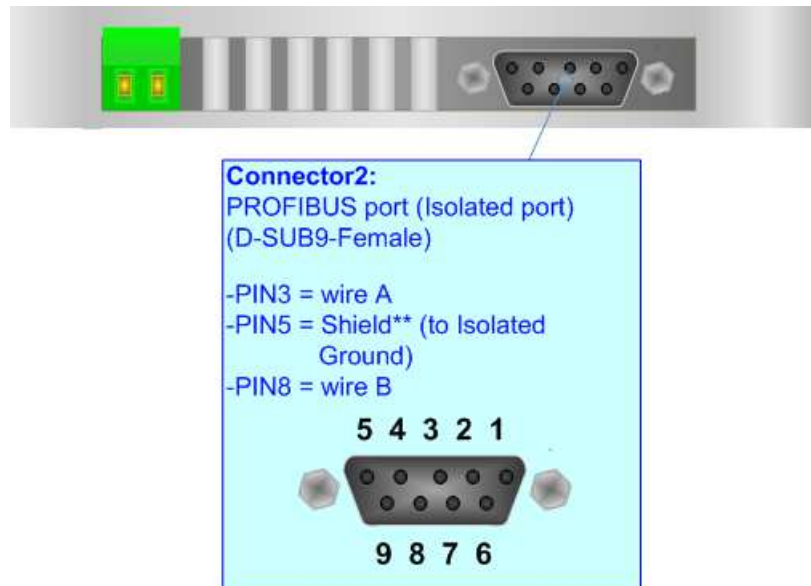 Connector2:
PROFIBUS port (Isolated port)
(D-SUB9-Female)
-PIN3 = wire A
-PIN5 = Shield** (to Isolated
Ground)
-PIN8 = wire B
5 4 3 2 1
9 8 7 6